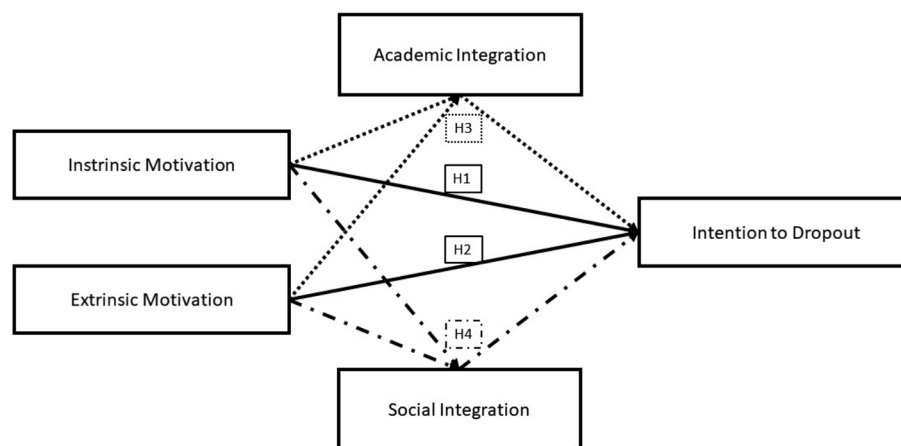 Academic Integration
H3
Instrinsic Motivation
H1
Intention to Dropout
H2
Extrinsic Motivation
H4
Social Integration